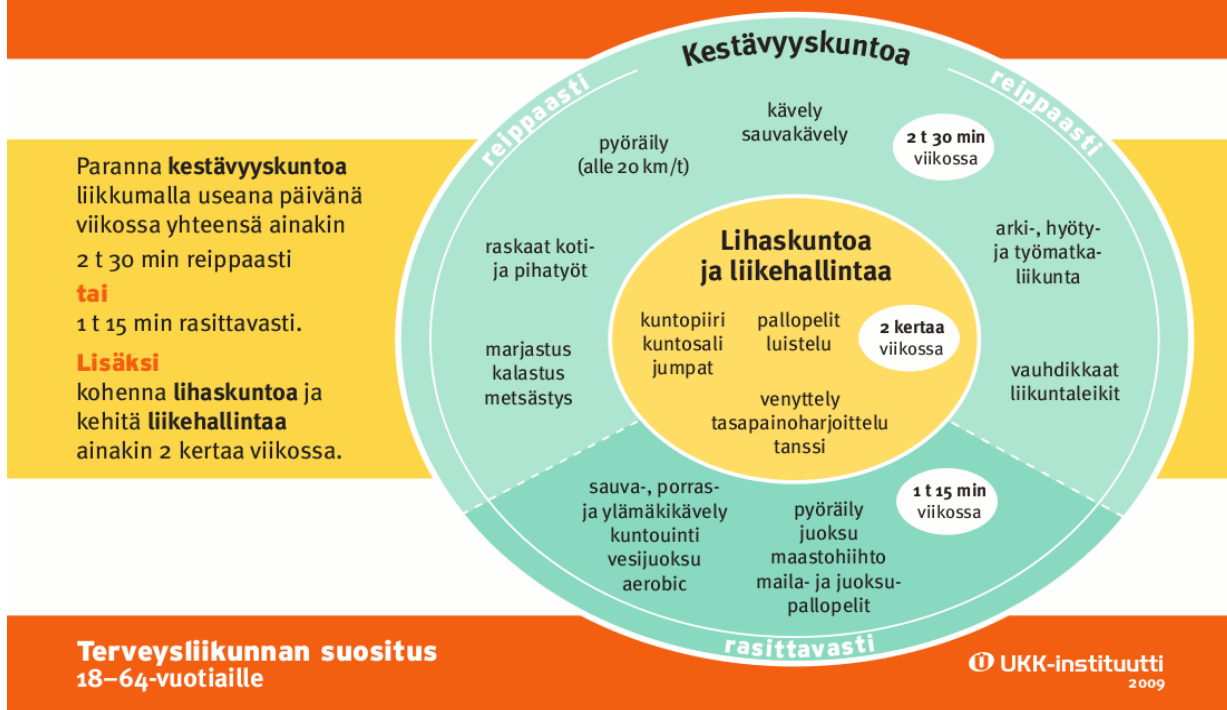 Paranna kestävyyskuntoa
liikkumalla useana päivänä
viikossa yhteensä ainakin
2 t 30 min reippaasti
tai
1 t 15 min rasittavasti.
Lisäksi
kohenna lihaskuntoa ja
kehitä liikehallintaa
ainakin 2 kertaa viikossa.
Kestävyyskuntoa
reippaasti
reippaasti
kävely
sauvakävely
pyöräily
(alle 20 km/t)
2 t 30 min
viikossa
raskaat koti-
ja pihatyöt
arki-, hyöty-
ja työmatka-
liikunta
marjastus
kalastus
metsästys
vauhdikkaat
liikuntaleikit
Lihaskuntoa
ja liikehallintaa
kuntopiiri
kuntosali
jumpat
pallopelit
luistelu
2 kertaa
viikossa
venyttely
tasapainoharjoittelu
tanssi
sauva-, porras-
ja ylämäkikävely
kuntouinti
vesijuoksu
aerobic
pyöräily
juoksu
maastohiihto
maila- ja juoksu-
pallopelit
1 t 15 min
viikossa
rasittavasti
Terveysliikunnan suositus
18–64-vuotiaille
UKK-instituutti
2009